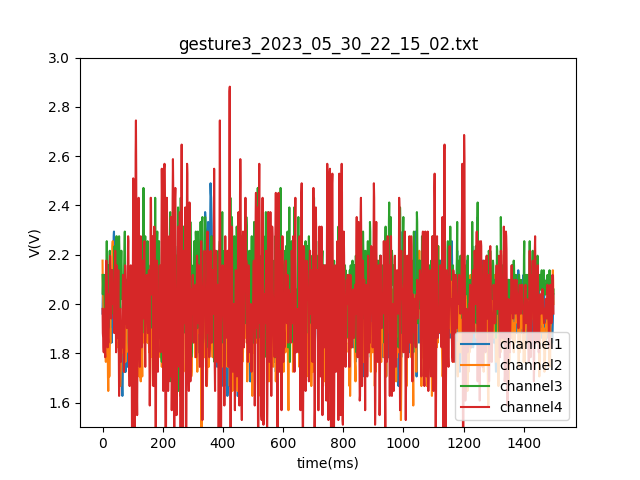 gesture3_2023_05_30_22_15_02.txt
3.0
2.8
2.6
2.4
2.2
2.0
1.8
1.6
V(V)
channel1
channel2
channel3
channel4
0 200 400 600 800 1000 1200 1400
time(ms)